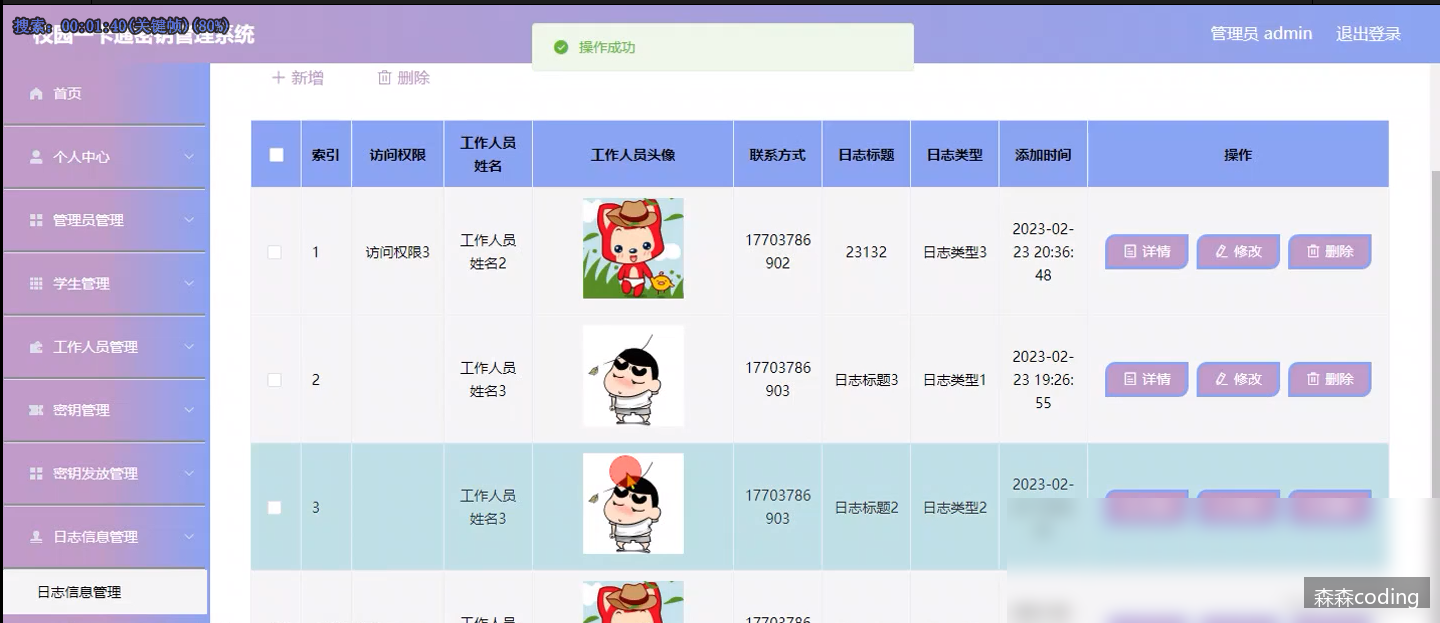 搜索: 00:01:40(关键帧)(80%)
校园一卡通密钥管理系统
操作成功
管理员 admin 退出登录
首页
个人中心
管理员管理
学生管理
工作人员管理
密钥管理
密钥发放管理
日志信息管理
日志信息管理
新增 删除
索引 访问权限 工作人员姓名 工作人员头像 联系方式 日志标题 日志类型 添加时间 操作
1 访问权限3 工作人员姓名2 17703786902 23132 日志类型3 2023-02-23 20:36:48 详情 修改 删除
2 工作人员姓名3 17703786903 日志标题3 日志类型1 2023-02-23 19:26:55 详情 修改 删除
3 工作人员姓名3 17703786903 日志标题2 日志类型2 2023-02-
森森coding